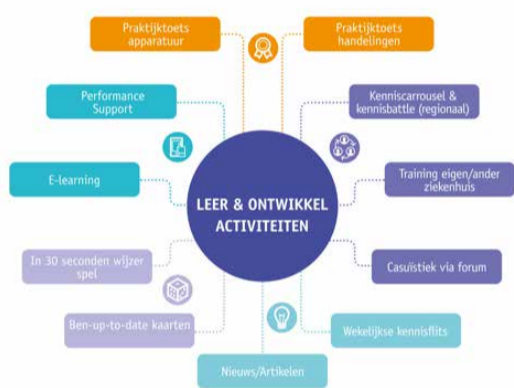 Praktijktoets
apparatuur
Praktijktoets
handelingen
Performance
Support
Kenniscarrousel &
kennisbattle (regionaal)
E-learning
LEER & ONTWIKKEL
ACTIVITEITEN
Training eigen/ander
ziekenhuis
In 30 seconden wijzer
spel
Casuïstiek via forum
Ben-up-to-date kaarten
Wekelijkse kennisflits
Nieuws/Artikelen